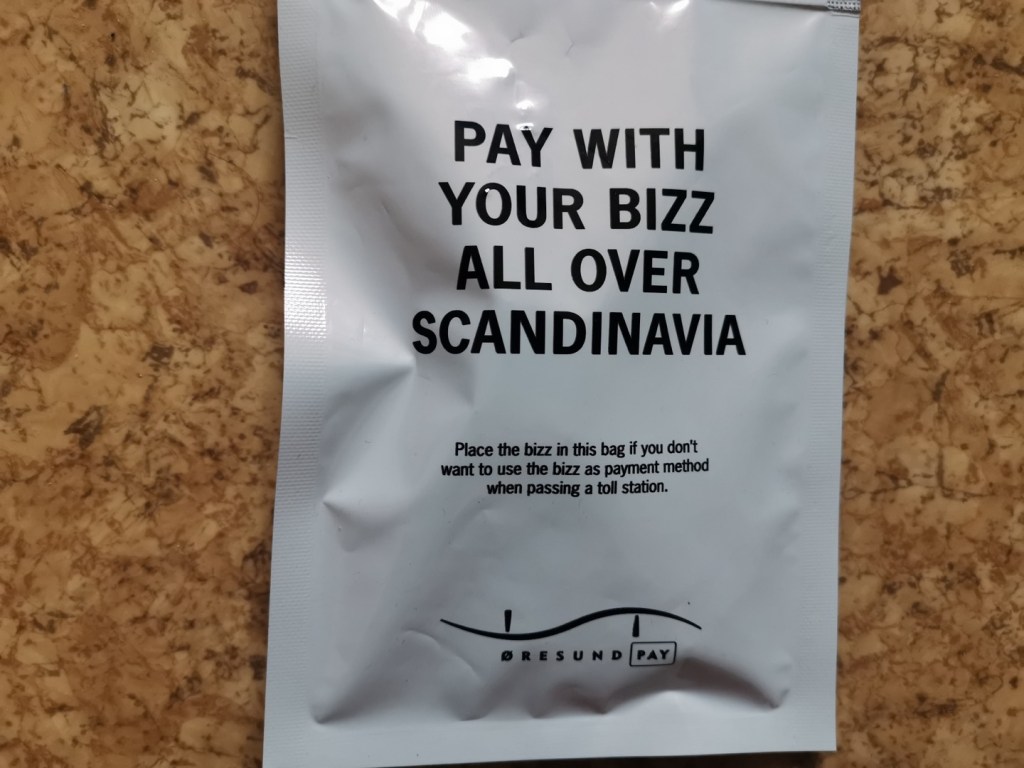 PAY WITH
YOUR BIZZ
ALL OVER
SCANDINAVIA
Place the bizz in this bag if you don't
want to use the bizz as payment method
when passing a toll station.
ØRESUND PAY